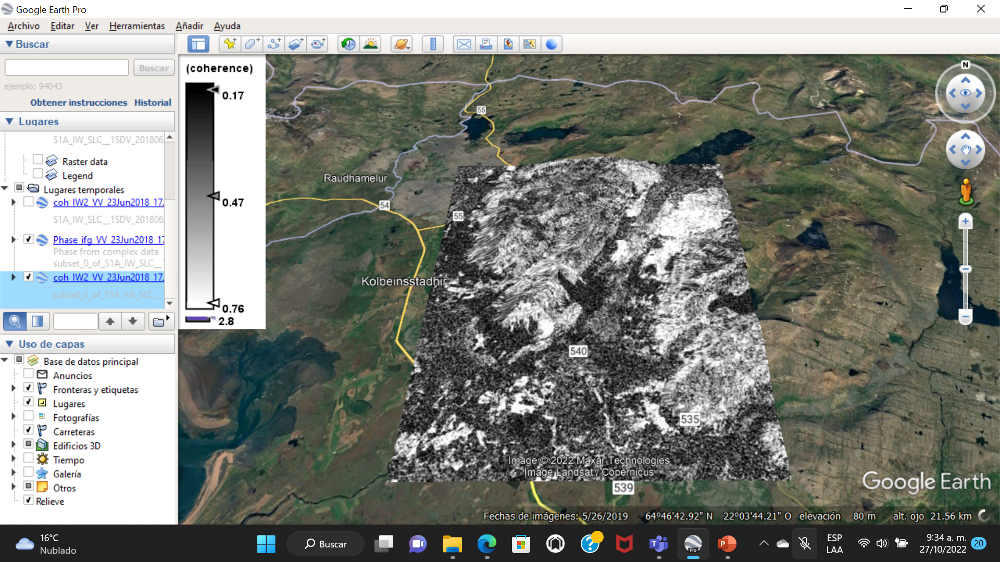 Google Earth Pro
Archivo Editar Ver Herramientas Añadir Ayuda
Buscar
Buscar
ejemplo: 94043
Obtener instrucciones Historial
Lugares
S1A_IW_SLC__1SDV_201806
Raster data
Legend
Lugares temporales
coh_IW2_VV_23Jun2018_17.
S1A_IW_SLC__1SDV_201806
Phase_ifg_VV_23Jun2018_17
Phase from complex data
subset_0_of_S1A_IW_SLC__
coh_IW2_VV_23Jun2018_17.
subset_0_of_S1A_IW_SLC__
Uso de capas
Base de datos principal
Anuncios
Fronteras y etiquetas
Lugares
Fotografías
Carreteras
Edificios 3D
Tiempo
Galería
Otros
Relieve
(coherence)
0.17
0.47
0.76
2.8
N
55
Raudhamelur
54
55
Kolbeinsstadhir
540
535
Image © 2022 Maxar Technologies
Image Landsat / Copernicus
539
Google Earth
Fechas de imágenes: 5/26/2019 64°46'42.92" N 22°03'44.21" O elevación 80 m alt. ojo 21.56 km
16°C
Nublado
Buscar
Pro
ESP
LAA
9:34 a. m.
27/10/2022
20